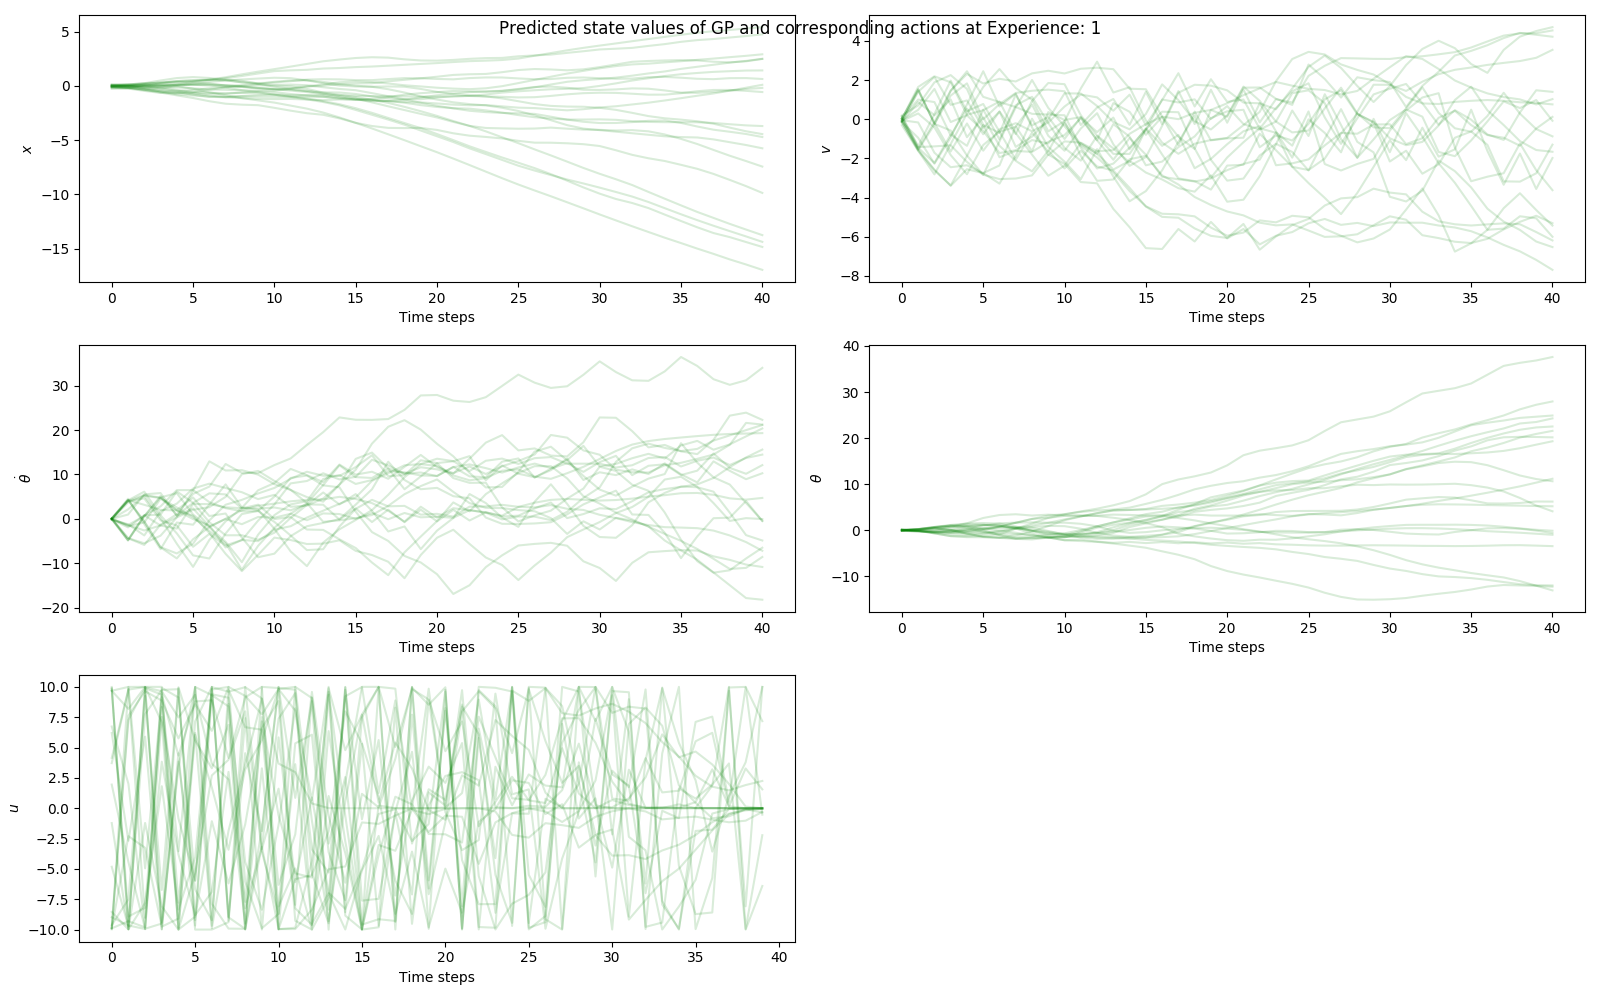 Predicted state values of GP and corresponding actions at Experience: 1
5
0
−5
−10
−15
x
0 5 10 15 20 25 30 35 40
Time steps
4
2
0
−2
−4
−6
−8
v
0 5 10 15 20 25 30 35 40
Time steps
30
20
10
0
−10
−20
θ̇
0 5 10 15 20 25 30 35 40
Time steps
40
30
20
10
0
−10
θ
0 5 10 15 20 25 30 35 40
Time steps
10.0
7.5
5.0
2.5
0.0
−2.5
−5.0
−7.5
−10.0
u
0 5 10 15 20 25 30 35 40
Time steps